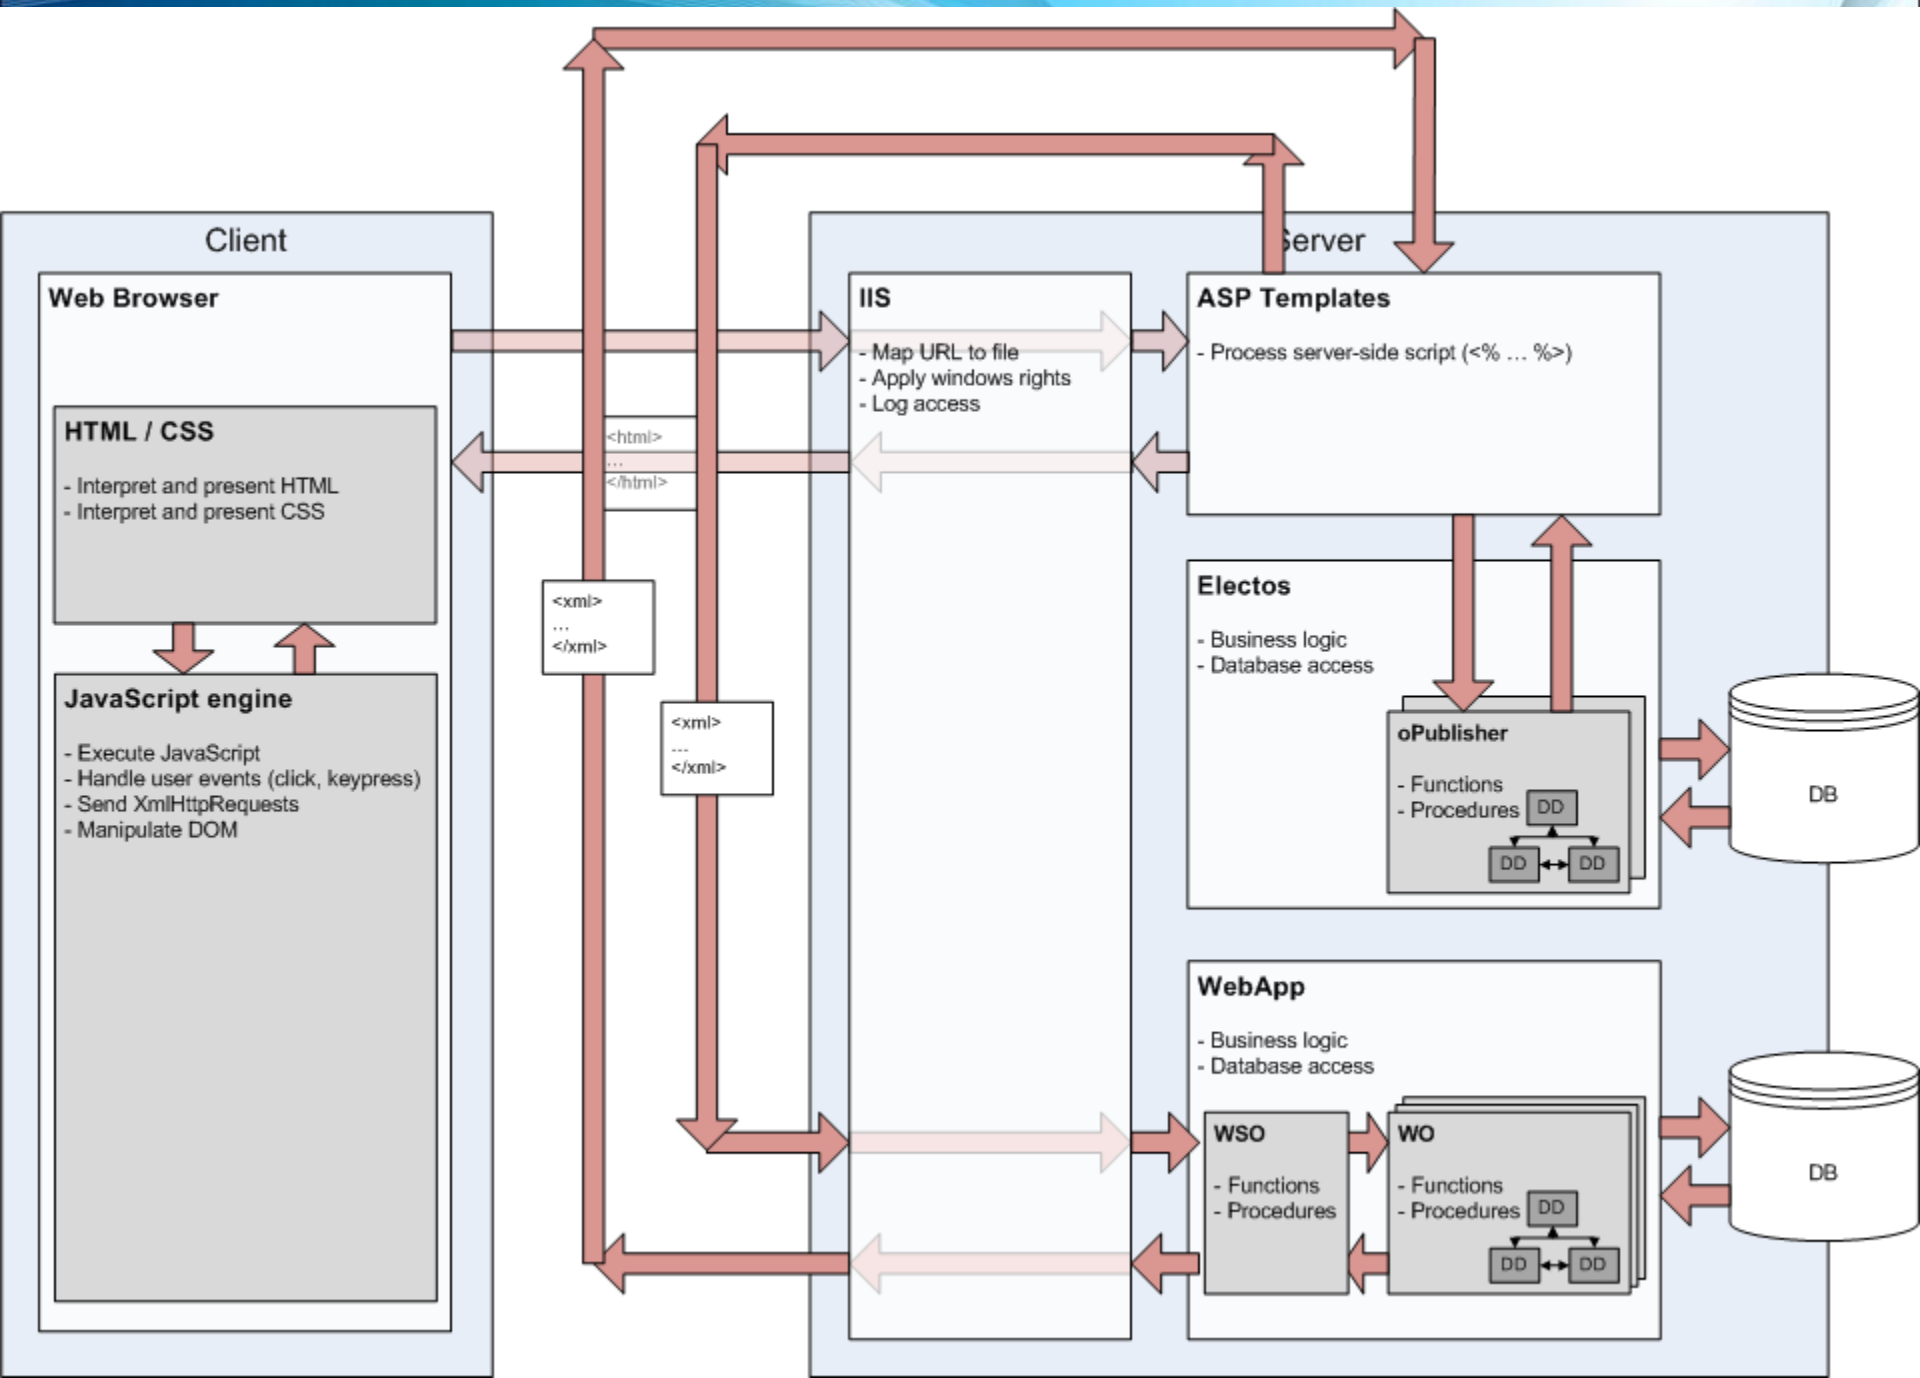 Client
Web Browser
HTML / CSS
- Interpret and present HTML
- Interpret and present CSS
JavaScript engine
- Execute JavaScript
- Handle user events (click, keypress)
- Send XmlHttpRequests
- Manipulate DOM
<html>
...
</html>
<xml>
...
</xml>
<xml>
...
</xml>
Server
IIS
- Map URL to file
- Apply windows rights
- Log access
ASP Templates
- Process server-side script (<% ... %>)
Electos
- Business logic
- Database access
oPublisher
- Functions
- Procedures
DD
DD
DD
DB
WebApp
- Business logic
- Database access
WSO
- Functions
- Procedures
WO
- Functions
- Procedures
DD
DD
DD
DB